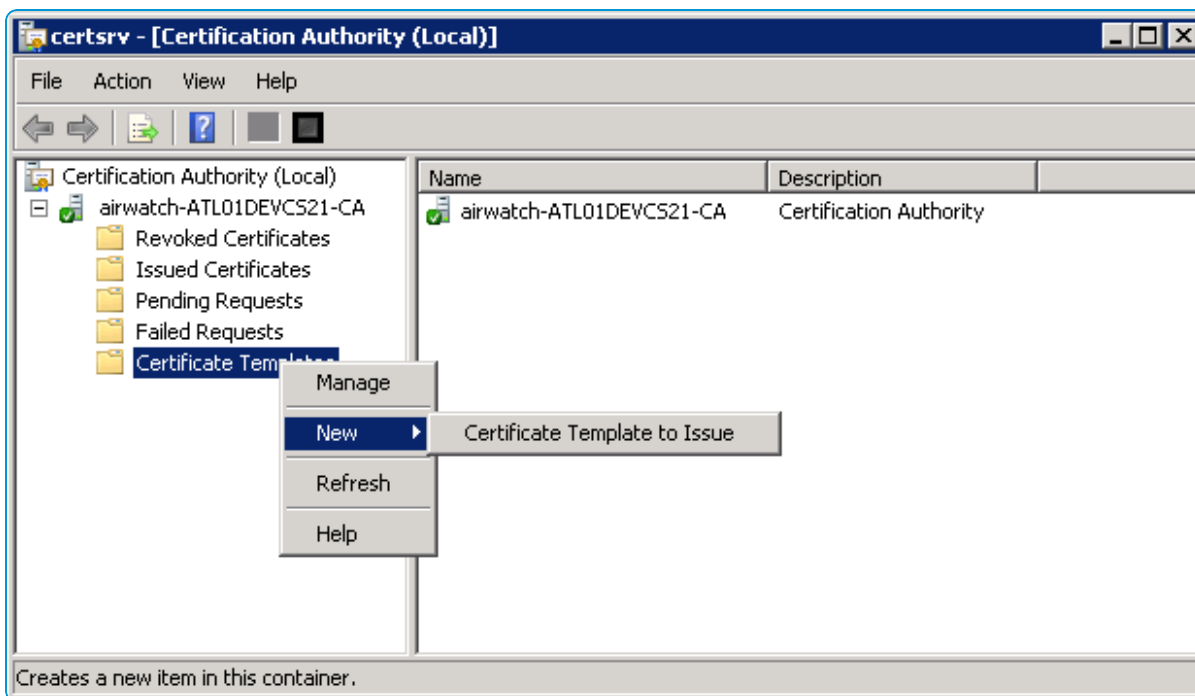 certsrv - [Certification Authority (Local)]
File Action View Help
Certification Authority (Local)
airwatch-ATL01DEVCS21-CA
Revoked Certificates
Issued Certificates
Pending Requests
Failed Requests
Certificate Templates
Name Description
airwatch-ATL01DEVCS21-CA Certification Authority
Manage
New
Certificate Template to Issue
Refresh
Help
Creates a new item in this container.